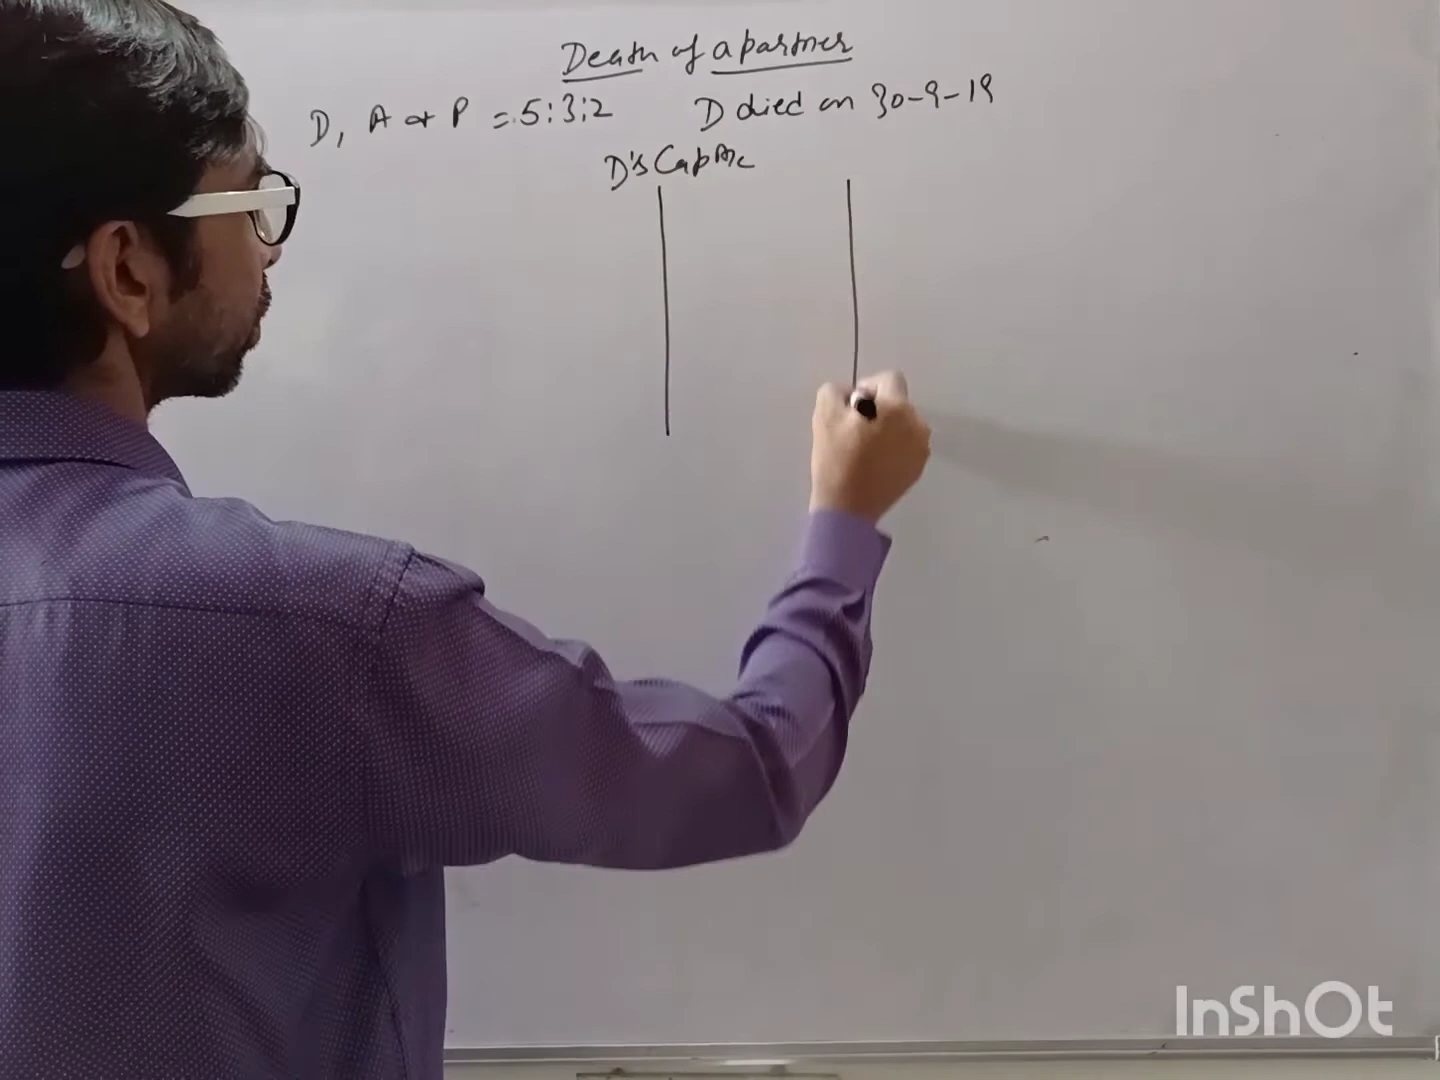 Death of a partner
D, A & P = 5:3:2 D died on 30-9-19
D's Cap A/c
InShOt